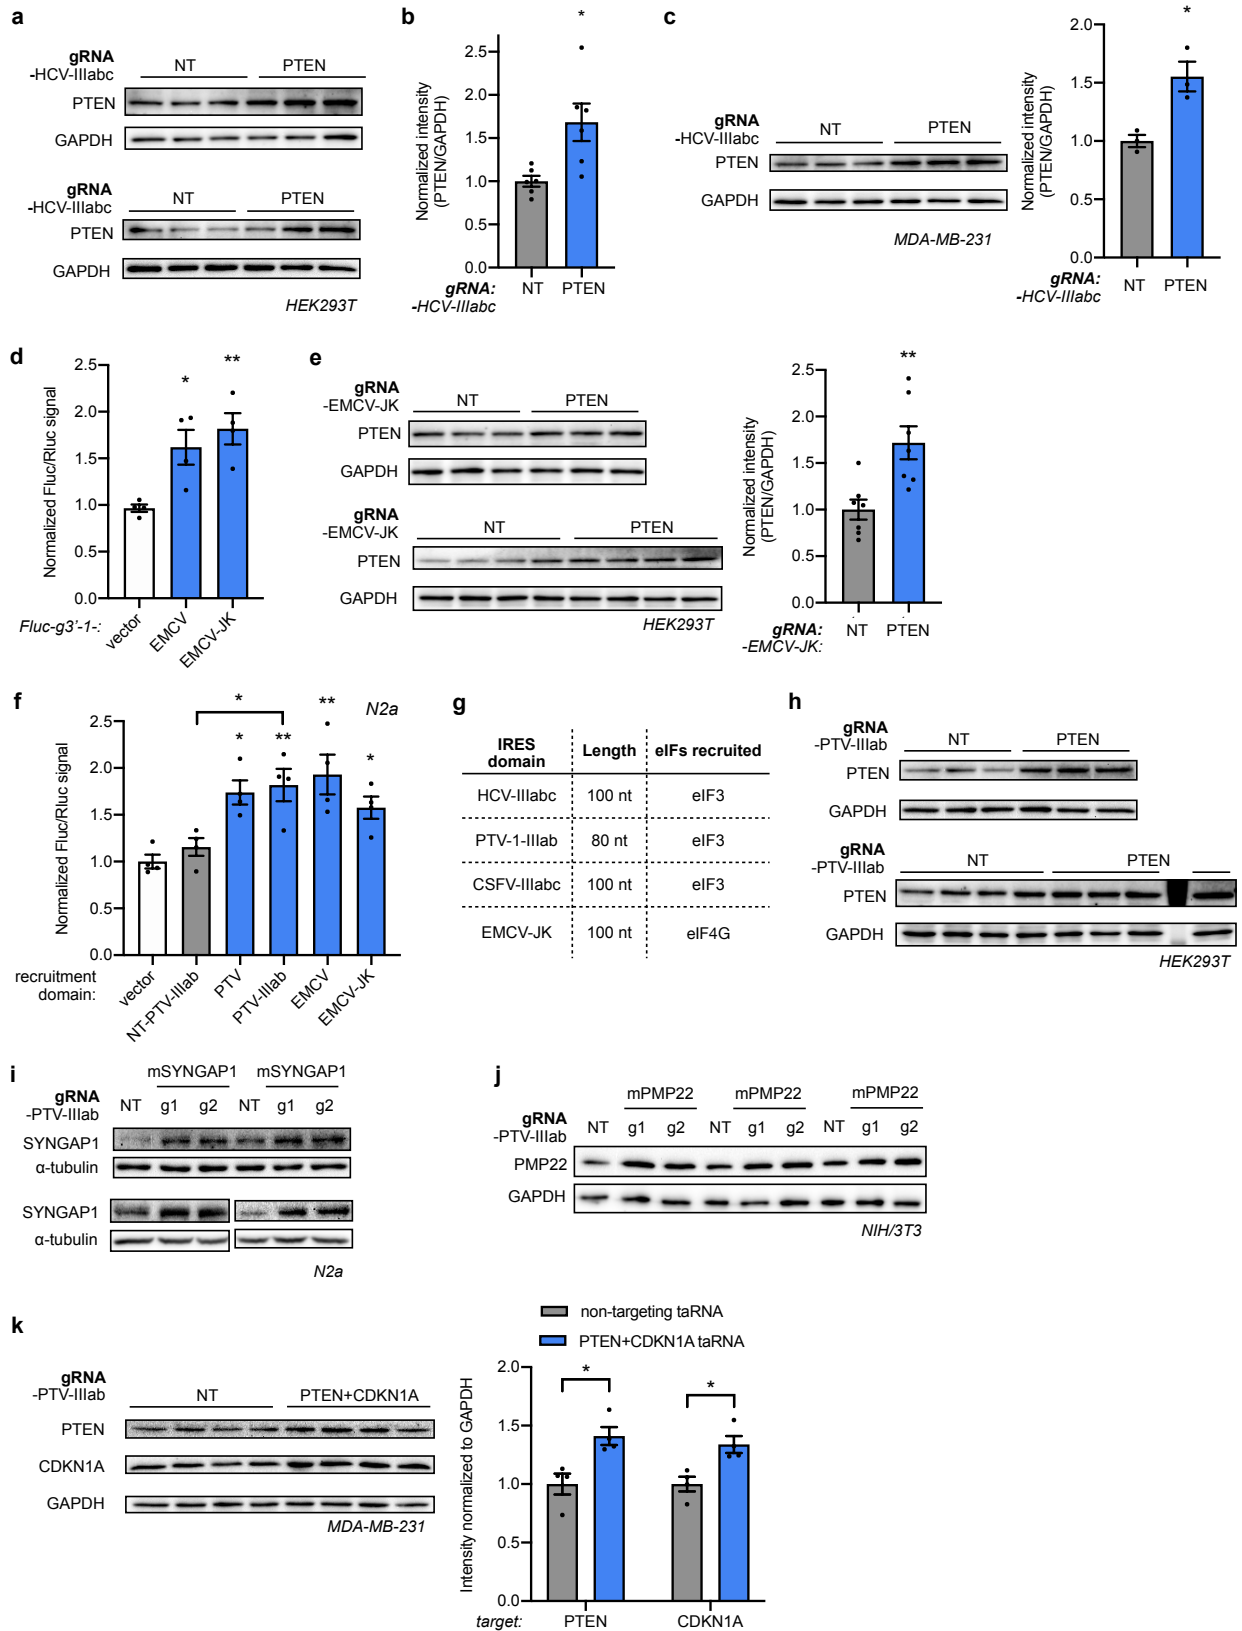 a
gRNA
-HCV-IIIabc
NT
PTEN
PTEN
GAPDH
gRNA
-HCV-IIIabc
NT
PTEN
PTEN
GAPDH
HEK293T
b
*
Normalized intensity
(PTEN/GAPDH)
2.5
2.0
1.5
1.0
0.5
0.0
gRNA:
-HCV-IIIabc
NT
PTEN
c
gRNA
-HCV-IIIabc
NT
PTEN
PTEN
GAPDH
MDA-MB-231
*
Normalized intensity
(PTEN/GAPDH)
2.0
1.5
1.0
0.5
0.0
gRNA:
-HCV-IIIabc
NT
PTEN
d
Normalized Fluc/Rluc signal
2.5
2.0
1.5
1.0
0.5
0.0
*
**
Fluc-g3'-1-:
vector
EMCV
EMCV-JK
e
gRNA
-EMCV-JK
NT
PTEN
PTEN
GAPDH
gRNA
-EMCV-JK
NT
PTEN
PTEN
GAPDH
HEK293T
**
Normalized intensity
(PTEN/GAPDH)
2.5
2.0
1.5
1.0
0.5
0.0
gRNA:
-EMCV-JK:
NT
PTEN
f
N2a
Normalized Fluc/Rluc signal
2.5
2.0
1.5
1.0
0.5
0.0
*
*
**
**
*
recruitment
domain:
vector
NT-PTV-IIIab
PTV
PTV-IIIab
EMCV
EMCV-JK
g
IRES domain Length eIFs recruited
HCV-IIIabc 100 nt eIF3
PTV-1-IIIab 80 nt eIF3
CSFV-IIIabc 100 nt eIF3
EMCV-JK 100 nt eIF4G
h
gRNA
-PTV-IIIab
NT
PTEN
PTEN
GAPDH
gRNA
-PTV-IIIab
NT
PTEN
PTEN
GAPDH
HEK293T
i
mSYNGAP1 mSYNGAP1
gRNA
-PTV-IIIab
NT g1 g2 NT g1 g2
SYNGAP1
α-tubulin
SYNGAP1
α-tubulin
N2a
j
mPMP22 mPMP22 mPMP22
gRNA
-PTV-IIIab
NT g1 g2 NT g1 g2 NT g1 g2
PMP22
GAPDH
NIH/3T3
k
gRNA
-PTV-IIIab
NT
PTEN+CDKN1A
PTEN
CDKN1A
GAPDH
MDA-MB-231
non-targeting taRNA
PTEN+CDKN1A taRNA
Intensity normalized to GAPDH
2.0
1.5
1.0
0.5
0.0
*
*
target:
PTEN
CDKN1A